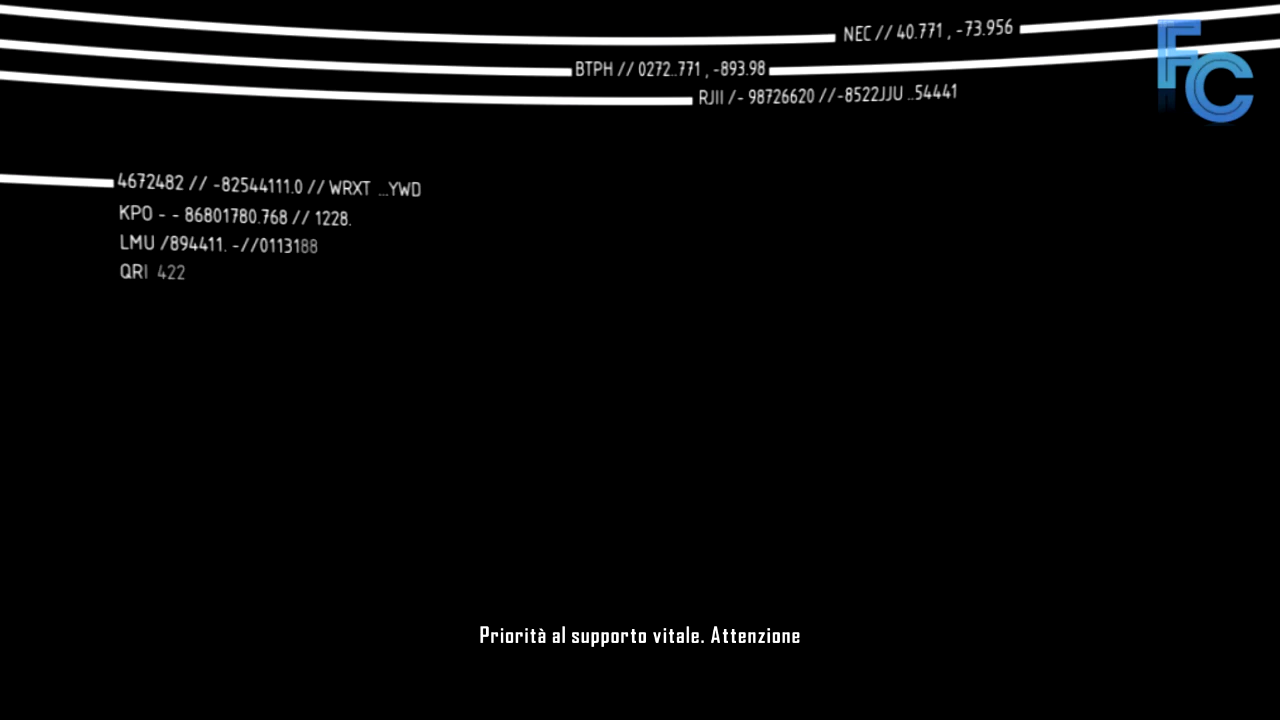 NEC // 40.771 , -73.956
BTPH // 0272..771 , -893.98
RJII /- 98726620 //-8522JJU ..54441
FC
4672482 // -82544111.0 // WRXT ...YWD
KPO - - 86801780.768 // 1228.
LMU /894411. -//0113188
QRI 422
Priorità al supporto vitale. Attenzione